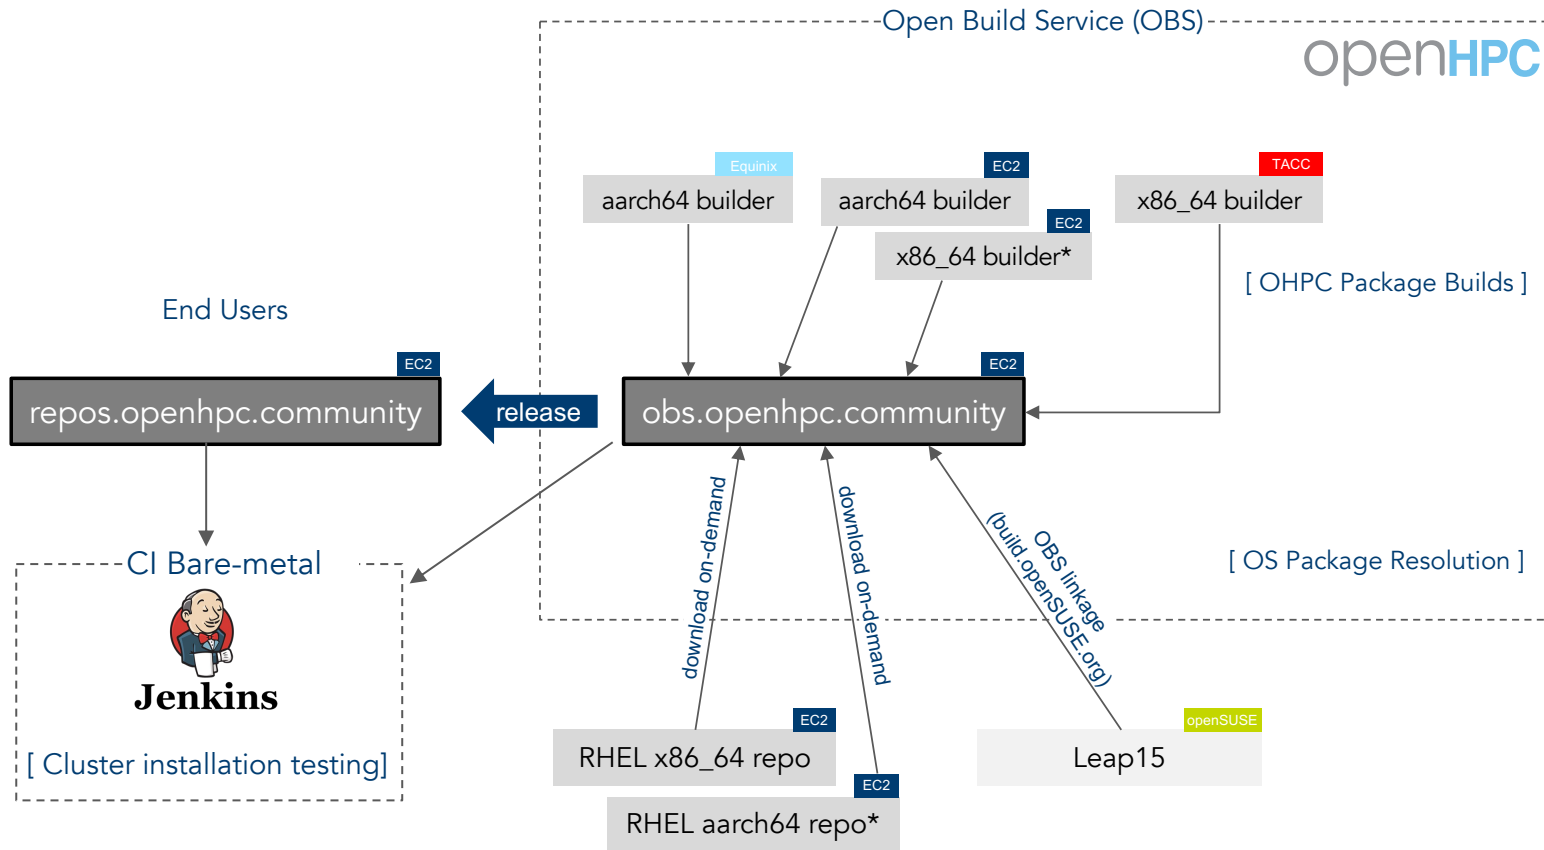 Open Build Service (OBS)
openHPC
Equinix
aarch64 builder
EC2
aarch64 builder
EC2
x86_64 builder*
TACC
x86_64 builder
[ OHPC Package Builds ]
End Users
EC2
repos.openhpc.community
release
EC2
obs.openhpc.community
download on-demand
download on-demand
OBS linkage
(build.openSUSE.org)
[ OS Package Resolution ]
CI Bare-metal
Jenkins
[ Cluster installation testing]
EC2
RHEL x86_64 repo
EC2
RHEL aarch64 repo*
openSUSE
Leap15